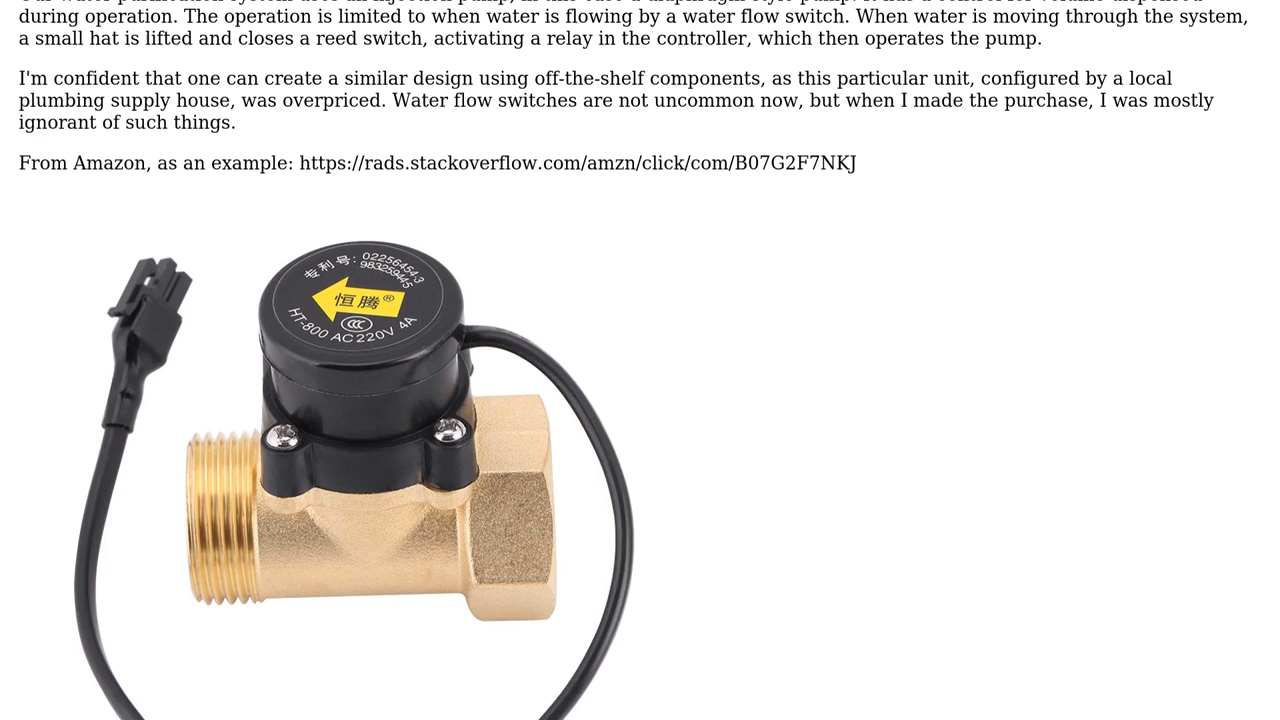 during operation. The operation is limited to when water is flowing by a water flow switch. When water is moving through the system,
a small hat is lifted and closes a reed switch, activating a relay in the controller, which then operates the pump.
I'm confident that one can create a similar design using off-the-shelf components, as this particular unit, configured by a local
plumbing supply house, was overpriced. Water flow switches are not uncommon now, but when I made the purchase, I was mostly
ignorant of such things.
From Amazon, as an example: https://rads.stackoverflow.com/amzn/click/com/B07G2F7NKJ
专利号: 02256454.3
98325944.5
恒腾®
CCC
HT-800 AC220V 4A